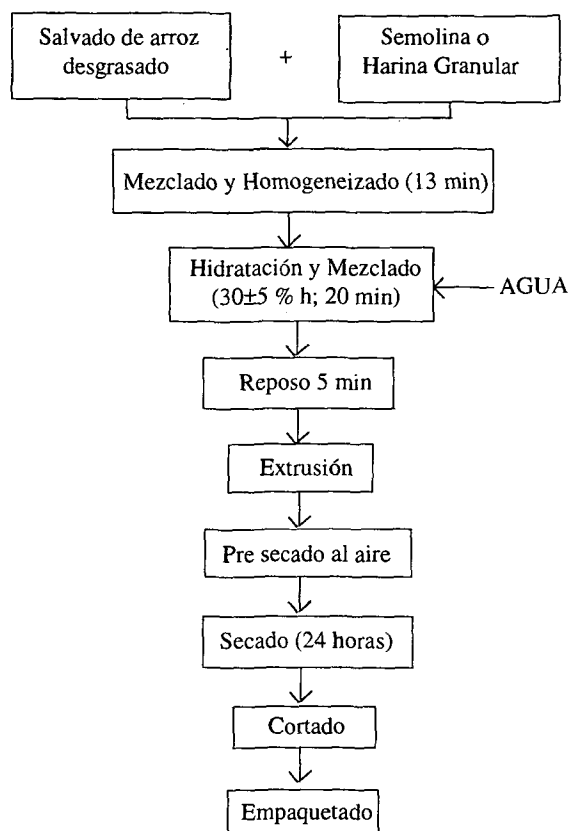 Salvado de arroz
desgrasado
+
Semolina o
Harina Granular
Mezclado y Homogeneizado (13 min)
Hidratación y Mezclado
(30±5 % h; 20 min)
AGUA
Reposo 5 min
Extrusión
Pre secado al aire
Secado (24 horas)
Cortado
Empaquetado